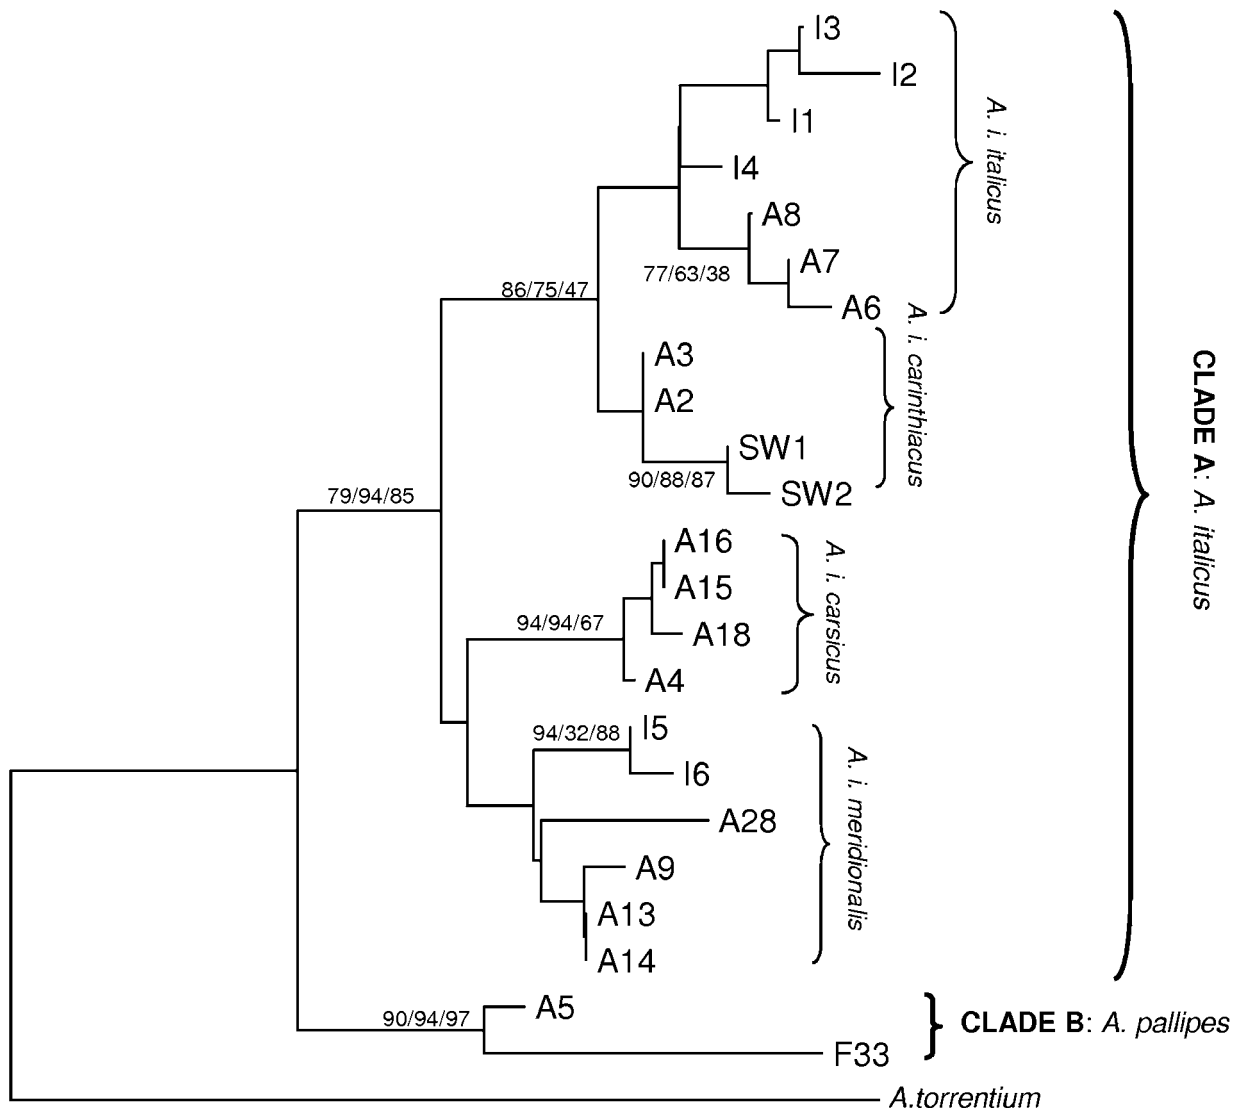 I3
I2
I1
I4
A8
A7
A6
77/63/38
86/75/47
A. i. italicus
A3
A2
SW1
SW2
90/88/87
A. i. carinthiacus
79/94/85
A16
A15
A18
A4
94/94/67
A. i. carsicus
I5
I6
94/32/88
A28
A9
A13
A14
A. i. meridionalis
CLADE A: A. italicus
A5
F33
90/94/97
CLADE B: A. pallipes
A.torrentium